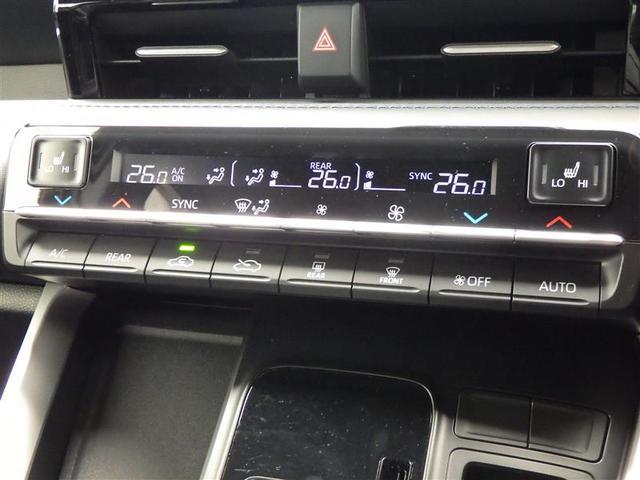 26.0 A/C ON REAR 26.0 SYNC 26.0
LO HI
LO HI
SYNC
A/C REAR REAR FRONT OFF AUTO